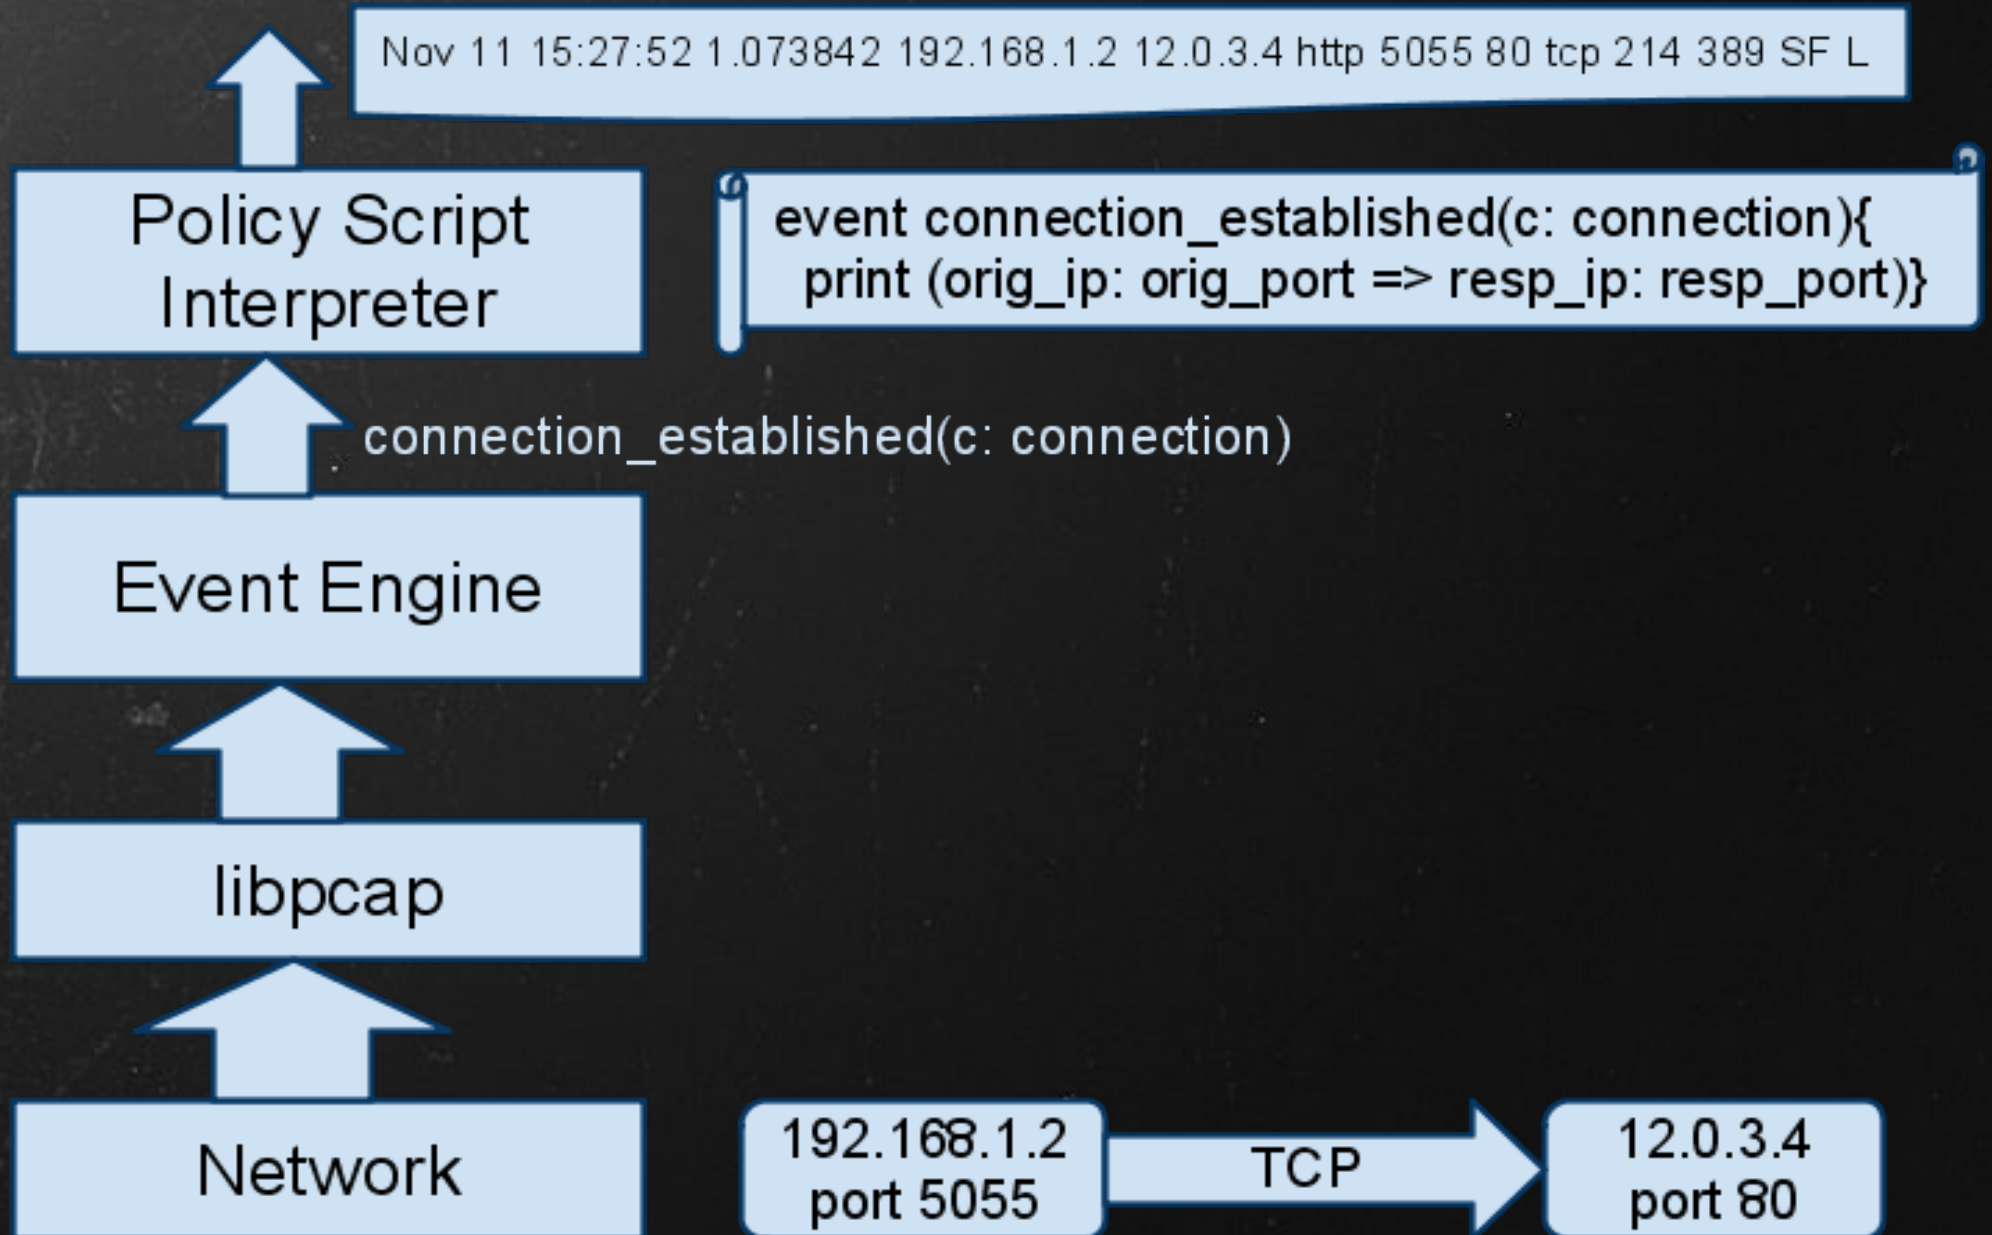 Nov 11 15:27:52 1.073842 192.168.1.2 12.0.3.4 http 5055 80 tcp 214 389 SF L
Policy Script
Interpreter
event connection_established(c: connection){
print (orig_ip: orig_port => resp_ip: resp_port)}
connection_established(c: connection)
Event Engine
libpcap
Network
192.168.1.2
port 5055
TCP
12.0.3.4
port 80